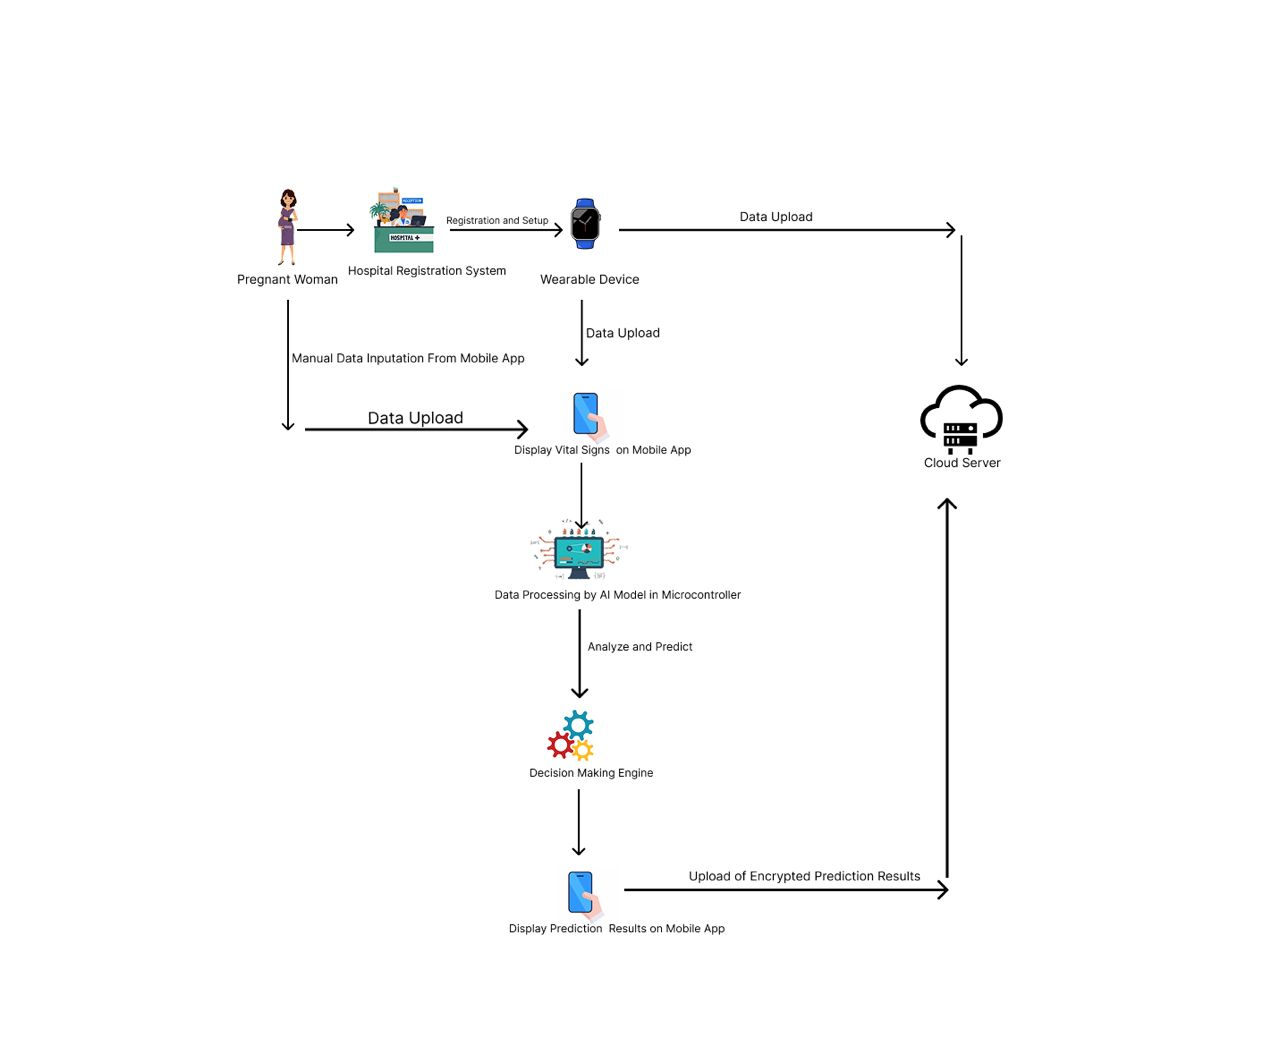 RECEPTION
HOSPITAL +
Registration and Setup
Data Upload
Pregnant Woman
Hospital Registration System
Wearable Device
Data Upload
Manual Data Inputation From Mobile App
Data Upload
Display Vital Signs on Mobile App
Cloud Server
Data Processing by AI Model in Microcontroller
Analyze and Predict
Decision Making Engine
Upload of Encrypted Prediction Results
Display Prediction Results on Mobile App